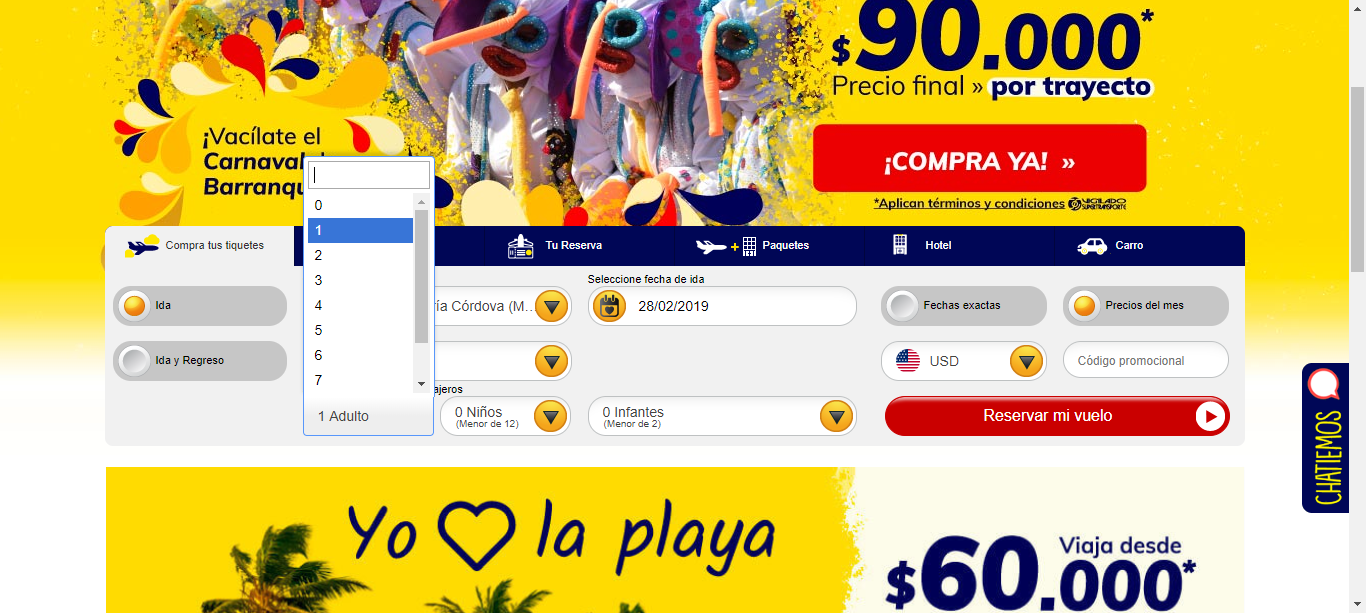 $90.000*
Precio final » por trayecto
¡Vacílate el
Carnaval
Barranqu
¡COMPRA YA! »
*Aplican términos y condiciones
VIGILADO
SUPERTRANSPORTE
Compra tus tiquetes
Tu Reserva
Paquetes
Hotel
Carro
0
1
2
3
4
5
6
7
1 Adulto
Seleccione fecha de ida
Ida
ía Córdova (M...
28/02/2019
Fechas exactas
Precios del mes
Ida y Regreso
USD
Código promocional
ajeros
0 Niños
(Menor de 12)
0 Infantes
(Menor de 2)
Reservar mi vuelo
CHATIEMOS
Yo la playa
Viaja desde
$60.000*